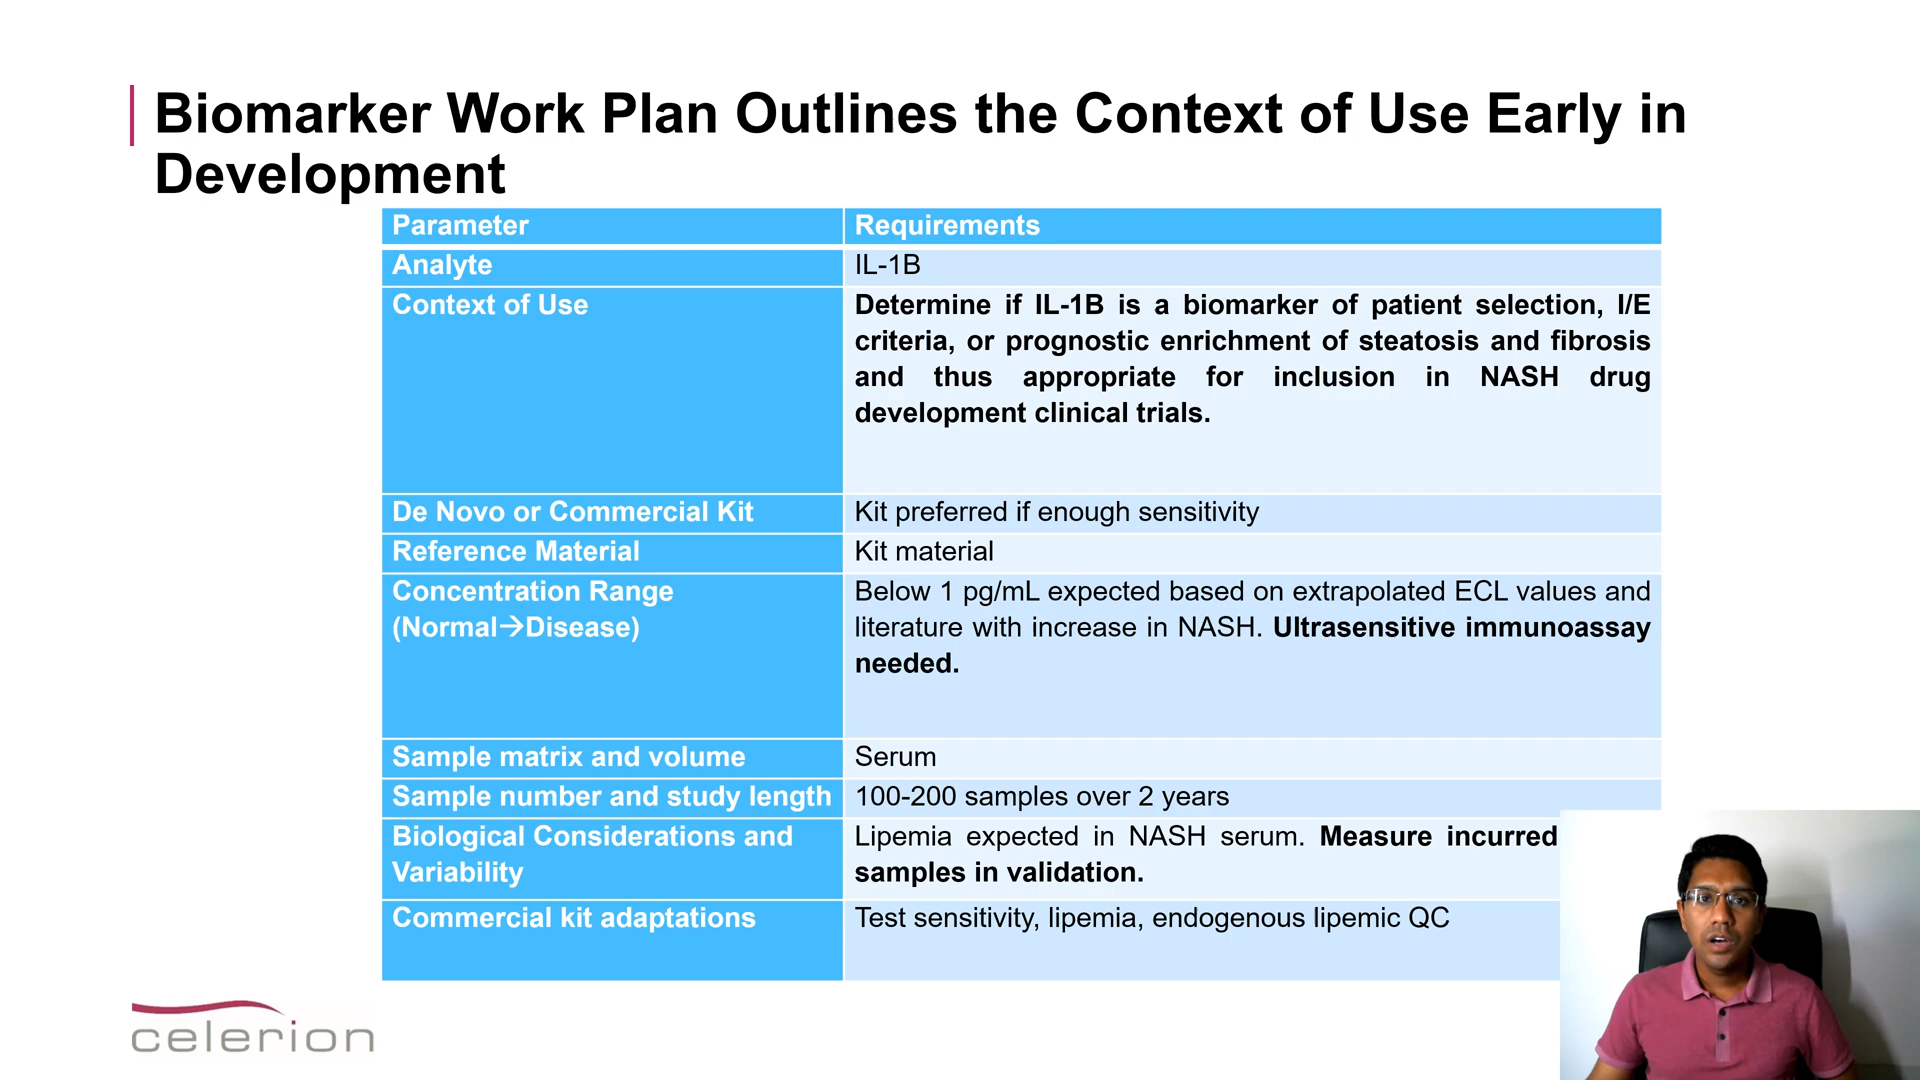 Biomarker Work Plan Outlines the Context of Use Early in
Development
Parameter
Requirements
Analyte
IL-1B
Context of Use
Determine if IL-1B is a biomarker of patient selection, I/E
criteria, or prognostic enrichment of steatosis and fibrosis
and thus appropriate for inclusion in NASH drug
development clinical trials.
De Novo or Commercial Kit
Kit preferred if enough sensitivity
Reference Material
Kit material
Concentration Range
(Normal→Disease)
Below 1 pg/mL expected based on extrapolated ECL values and
literature with increase in NASH. Ultrasensitive immunoassay
needed.
Sample matrix and volume
Serum
Sample number and study length
100-200 samples over 2 years
Biological Considerations and
Variability
Lipemia expected in NASH serum. Measure incurred
samples in validation.
Commercial kit adaptations
Test sensitivity, lipemia, endogenous lipemic QC
celerion